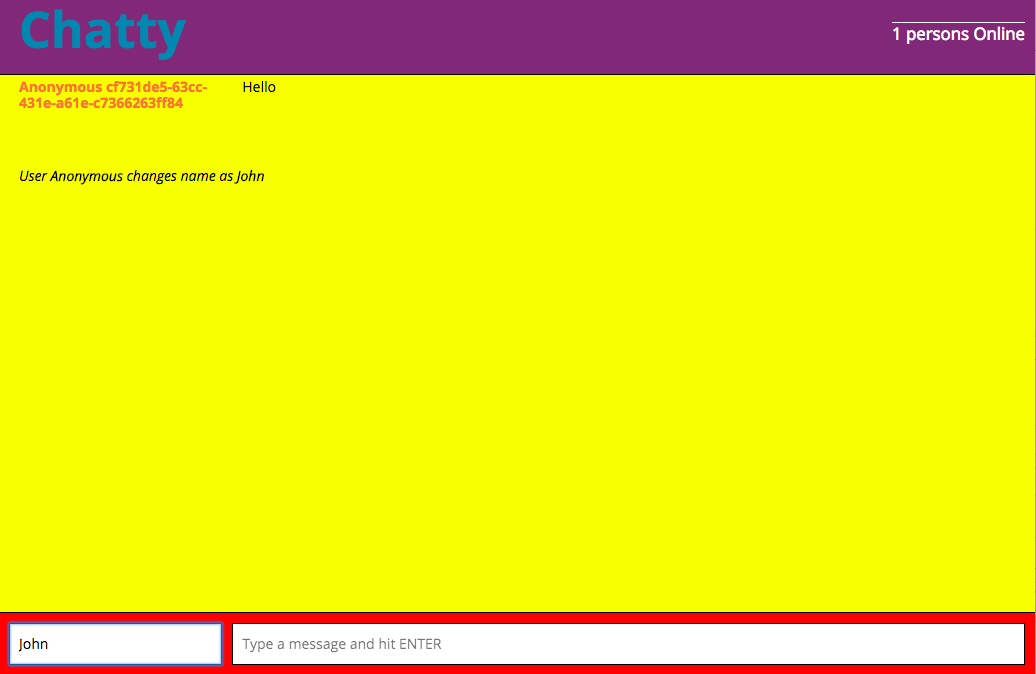 Chatty
1 persons Online
Anonymous cf731de5-63cc-
431e-a61e-c7366263ff84
Hello
User Anonymous changes name as John
John
Type a message and hit ENTER